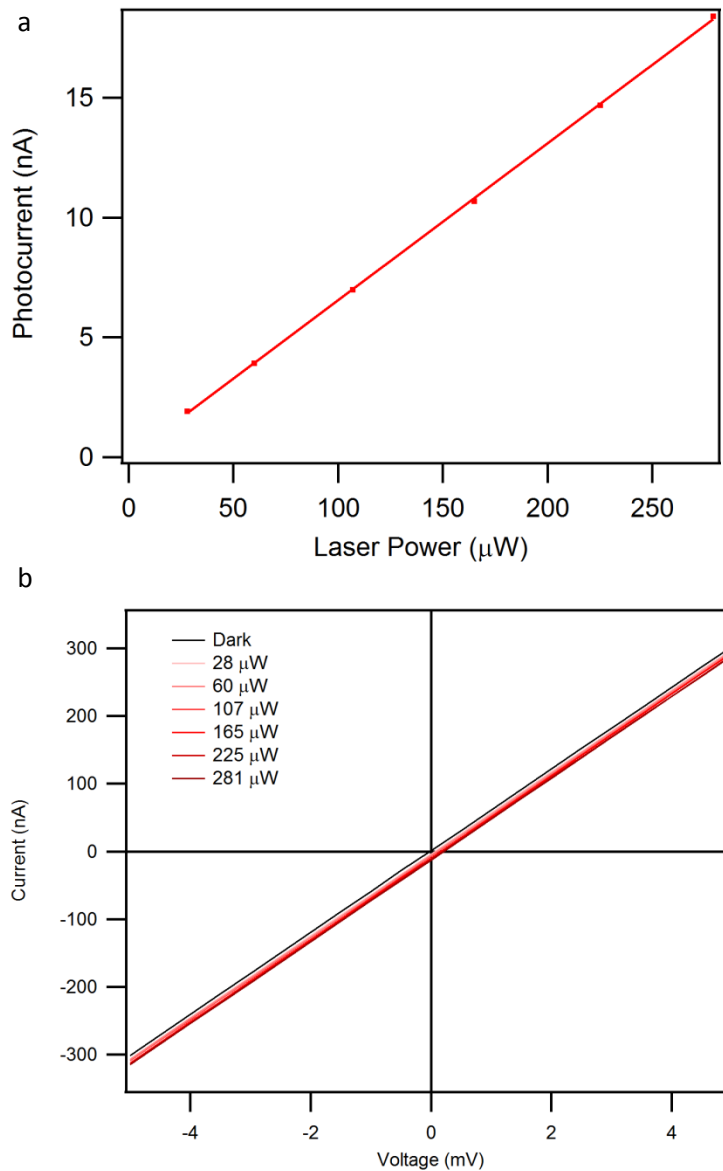 a
15
10
5
0
Photocurrent (nA)
0 50 100 150 200 250
Laser Power (μW)
b
Dark
28 μW
60 μW
107 μW
165 μW
225 μW
281 μW
300
200
100
0
-100
-200
-300
Current (nA)
-4 -2 0 2 4
Voltage (mV)